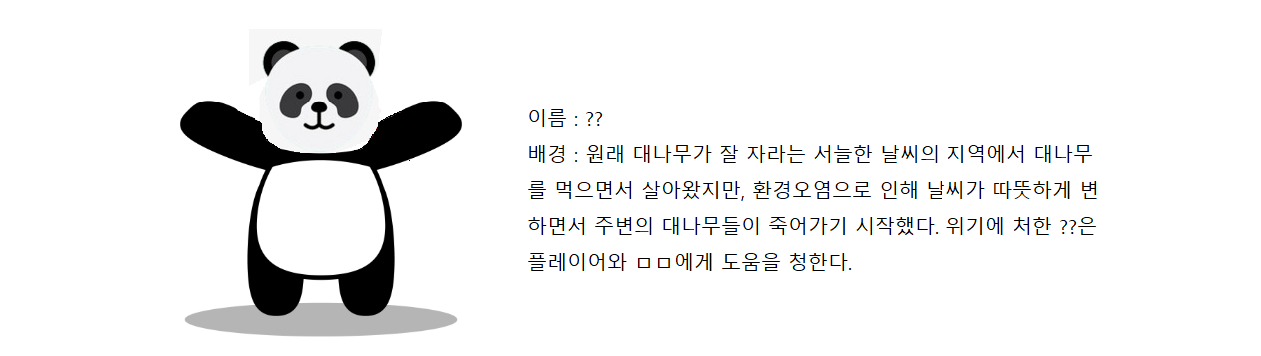 이름 : ??
배경 : 원래 대나무가 잘 자라는 서늘한 날씨의 지역에서 대나무
를 먹으면서 살아왔지만, 환경오염으로 인해 날씨가 따뜻하게 변
하면서 주변의 대나무들이 죽어가기 시작했다. 위기에 처한 ??은
플레이어와 ㅁㅁ에게 도움을 청한다.